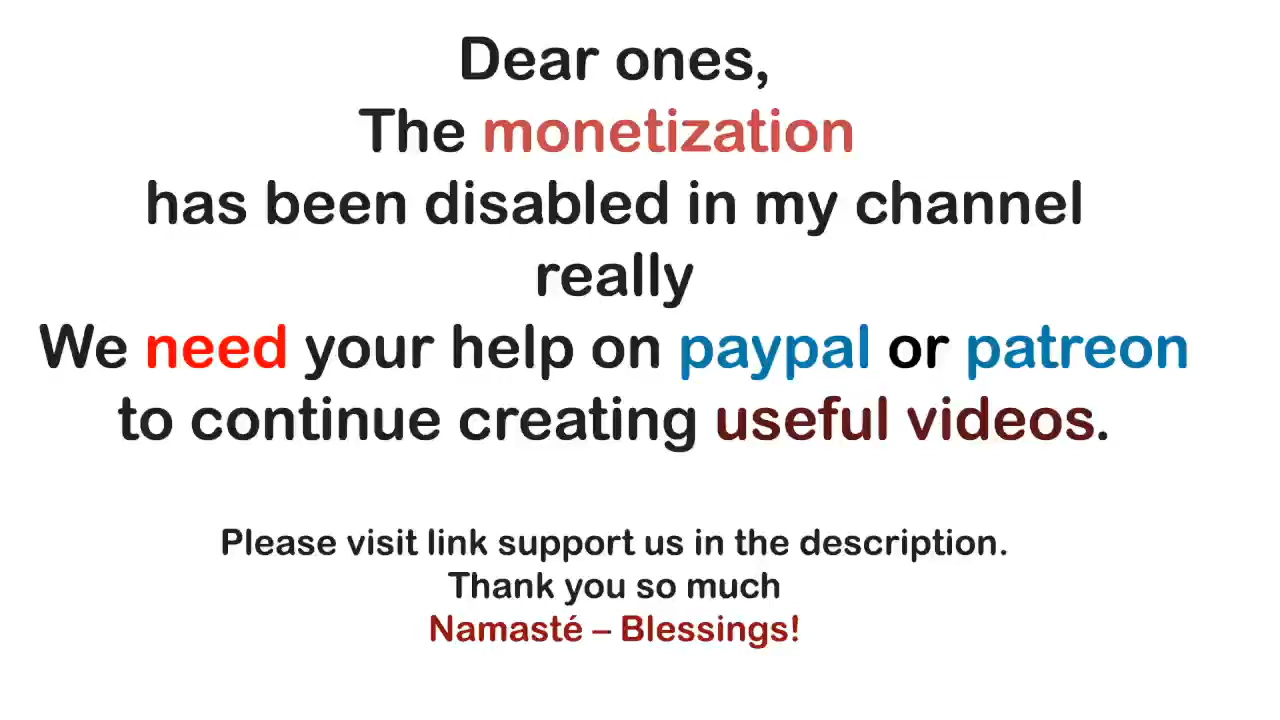 Dear ones,
The monetization
has been disabled in my channel
really
We need your help on paypal or patreon
to continue creating useful videos.
Please visit link support us in the description.
Thank you so much
Namasté – Blessings!